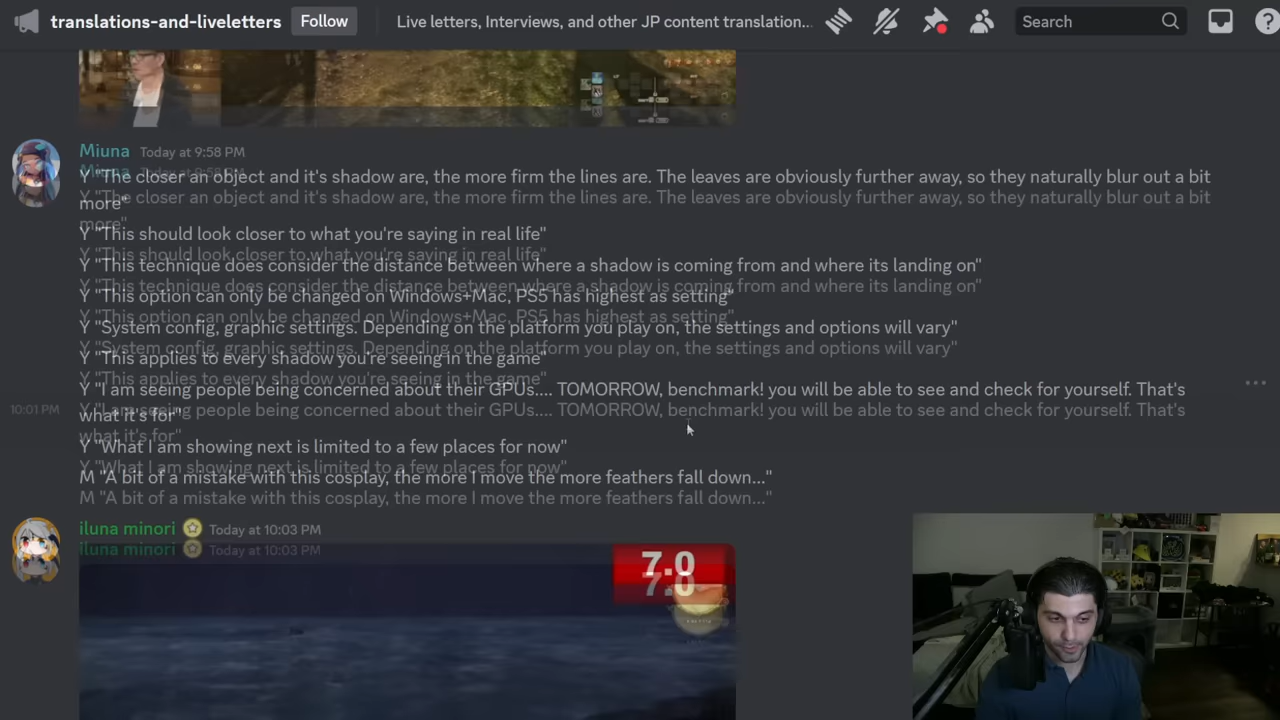 translations-and-liveletters
Follow
Live letters, Interviews, and other JP content translation...
Search
Miuna Today at 9:58 PM
Y "The closer an object and it's shadow are, the more firm the lines are. The leaves are obviously further away, so they naturally blur out a bit
more"
Y "This should look closer to what you're saying in real life"
Y "This technique does consider the distance between where a shadow is coming from and where its landing on"
Y "This option can only be changed on Windows+Mac, PS5 has highest as setting"
Y "System config, graphic settings. Depending on the platform you play on, the settings and options will vary"
Y "This applies to every shadow you're seeing in the game"
10:01 PM
Y "I am seeing people being concerned about their GPUs.... TOMORROW, benchmark! you will be able to see and check for yourself. That's
what it's for"
Y "What I am showing next is limited to a few places for now"
M "A bit of a mistake with this cosplay, the more I move the more feathers fall down..."
iluna minori Today at 10:03 PM
7.0